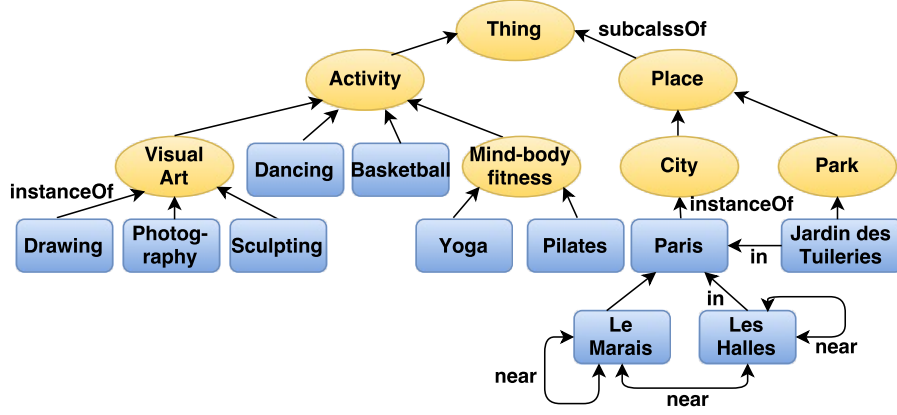 Thing
subcalssOf
Activity
Place
Visual
Art
Dancing
Basketball
Mind-body
fitness
City
Park
instanceOf
instanceOf
Drawing
Photog-
raphy
Sculpting
Yoga
Pilates
Paris
in
Jardin des
Tuileries
in
Le
Marais
Les
Halles
near
near
near